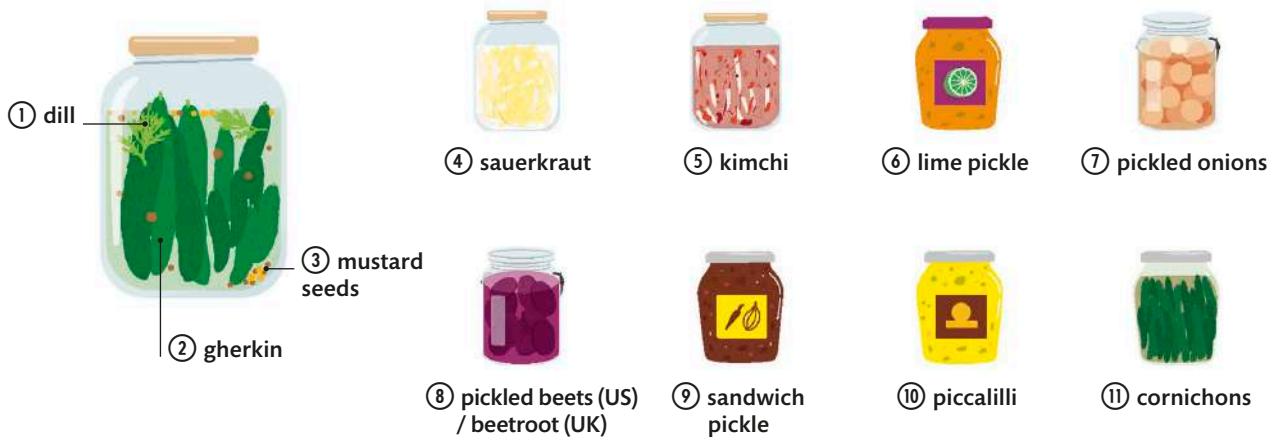 ① dill
② gherkin
③ mustard
seeds
④ sauerkraut
⑤ kimchi
⑥ lime pickle
⑦ pickled onions
⑧ pickled beets (US)
/ beetroot (UK)
⑨ sandwich
pickle
⑩ piccalilli
⑪ cornichons